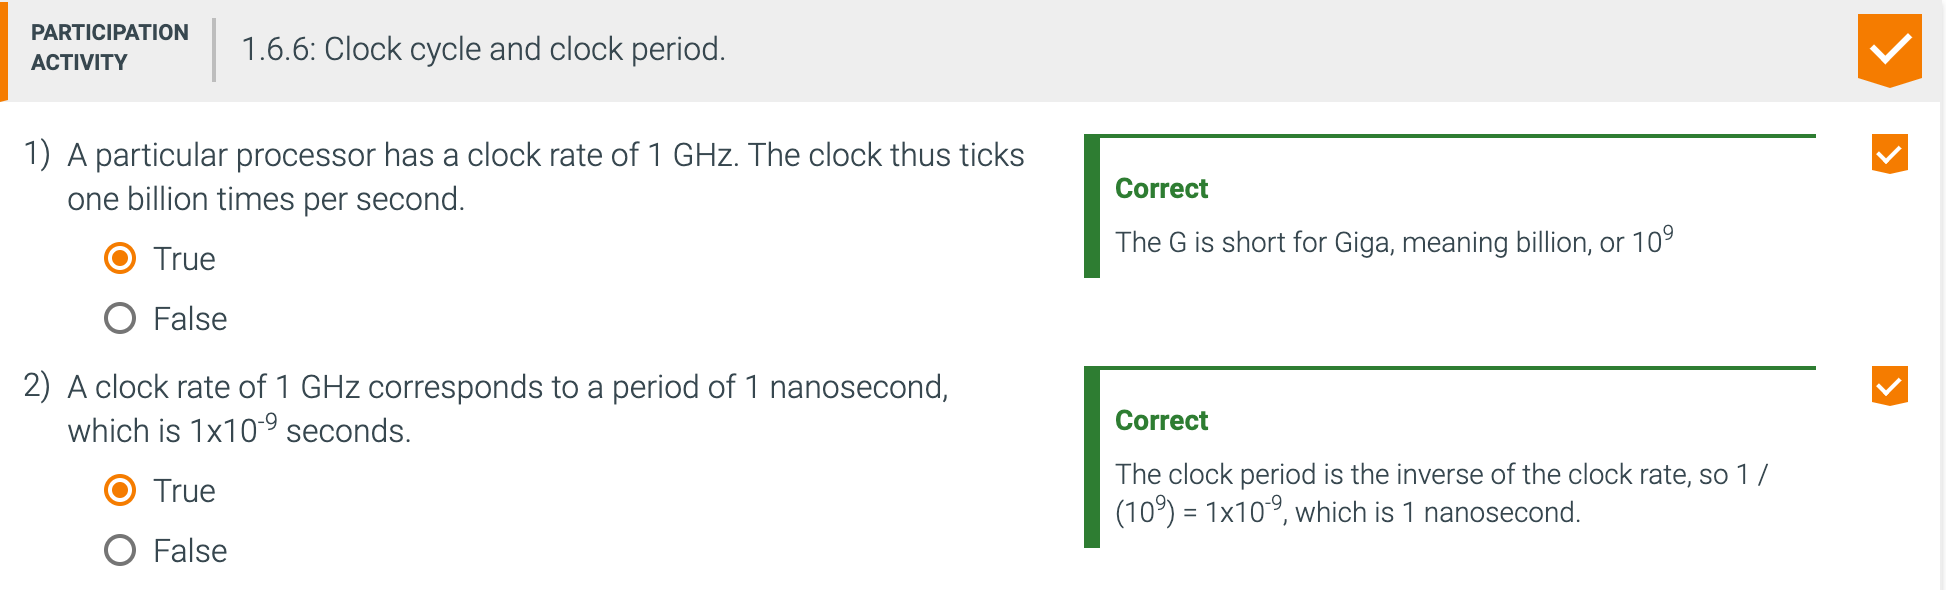 PARTICIPATION
ACTIVITY
1.6.6: Clock cycle and clock period.
1) A particular processor has a clock rate of 1 GHz. The clock thus ticks
one billion times per second.
True
False
Correct
The G is short for Giga, meaning billion, or 10⁹
2) A clock rate of 1 GHz corresponds to a period of 1 nanosecond,
which is 1x10⁻⁹ seconds.
True
False
Correct
The clock period is the inverse of the clock rate, so 1 /
(10⁹) = 1x10⁻⁹, which is 1 nanosecond.